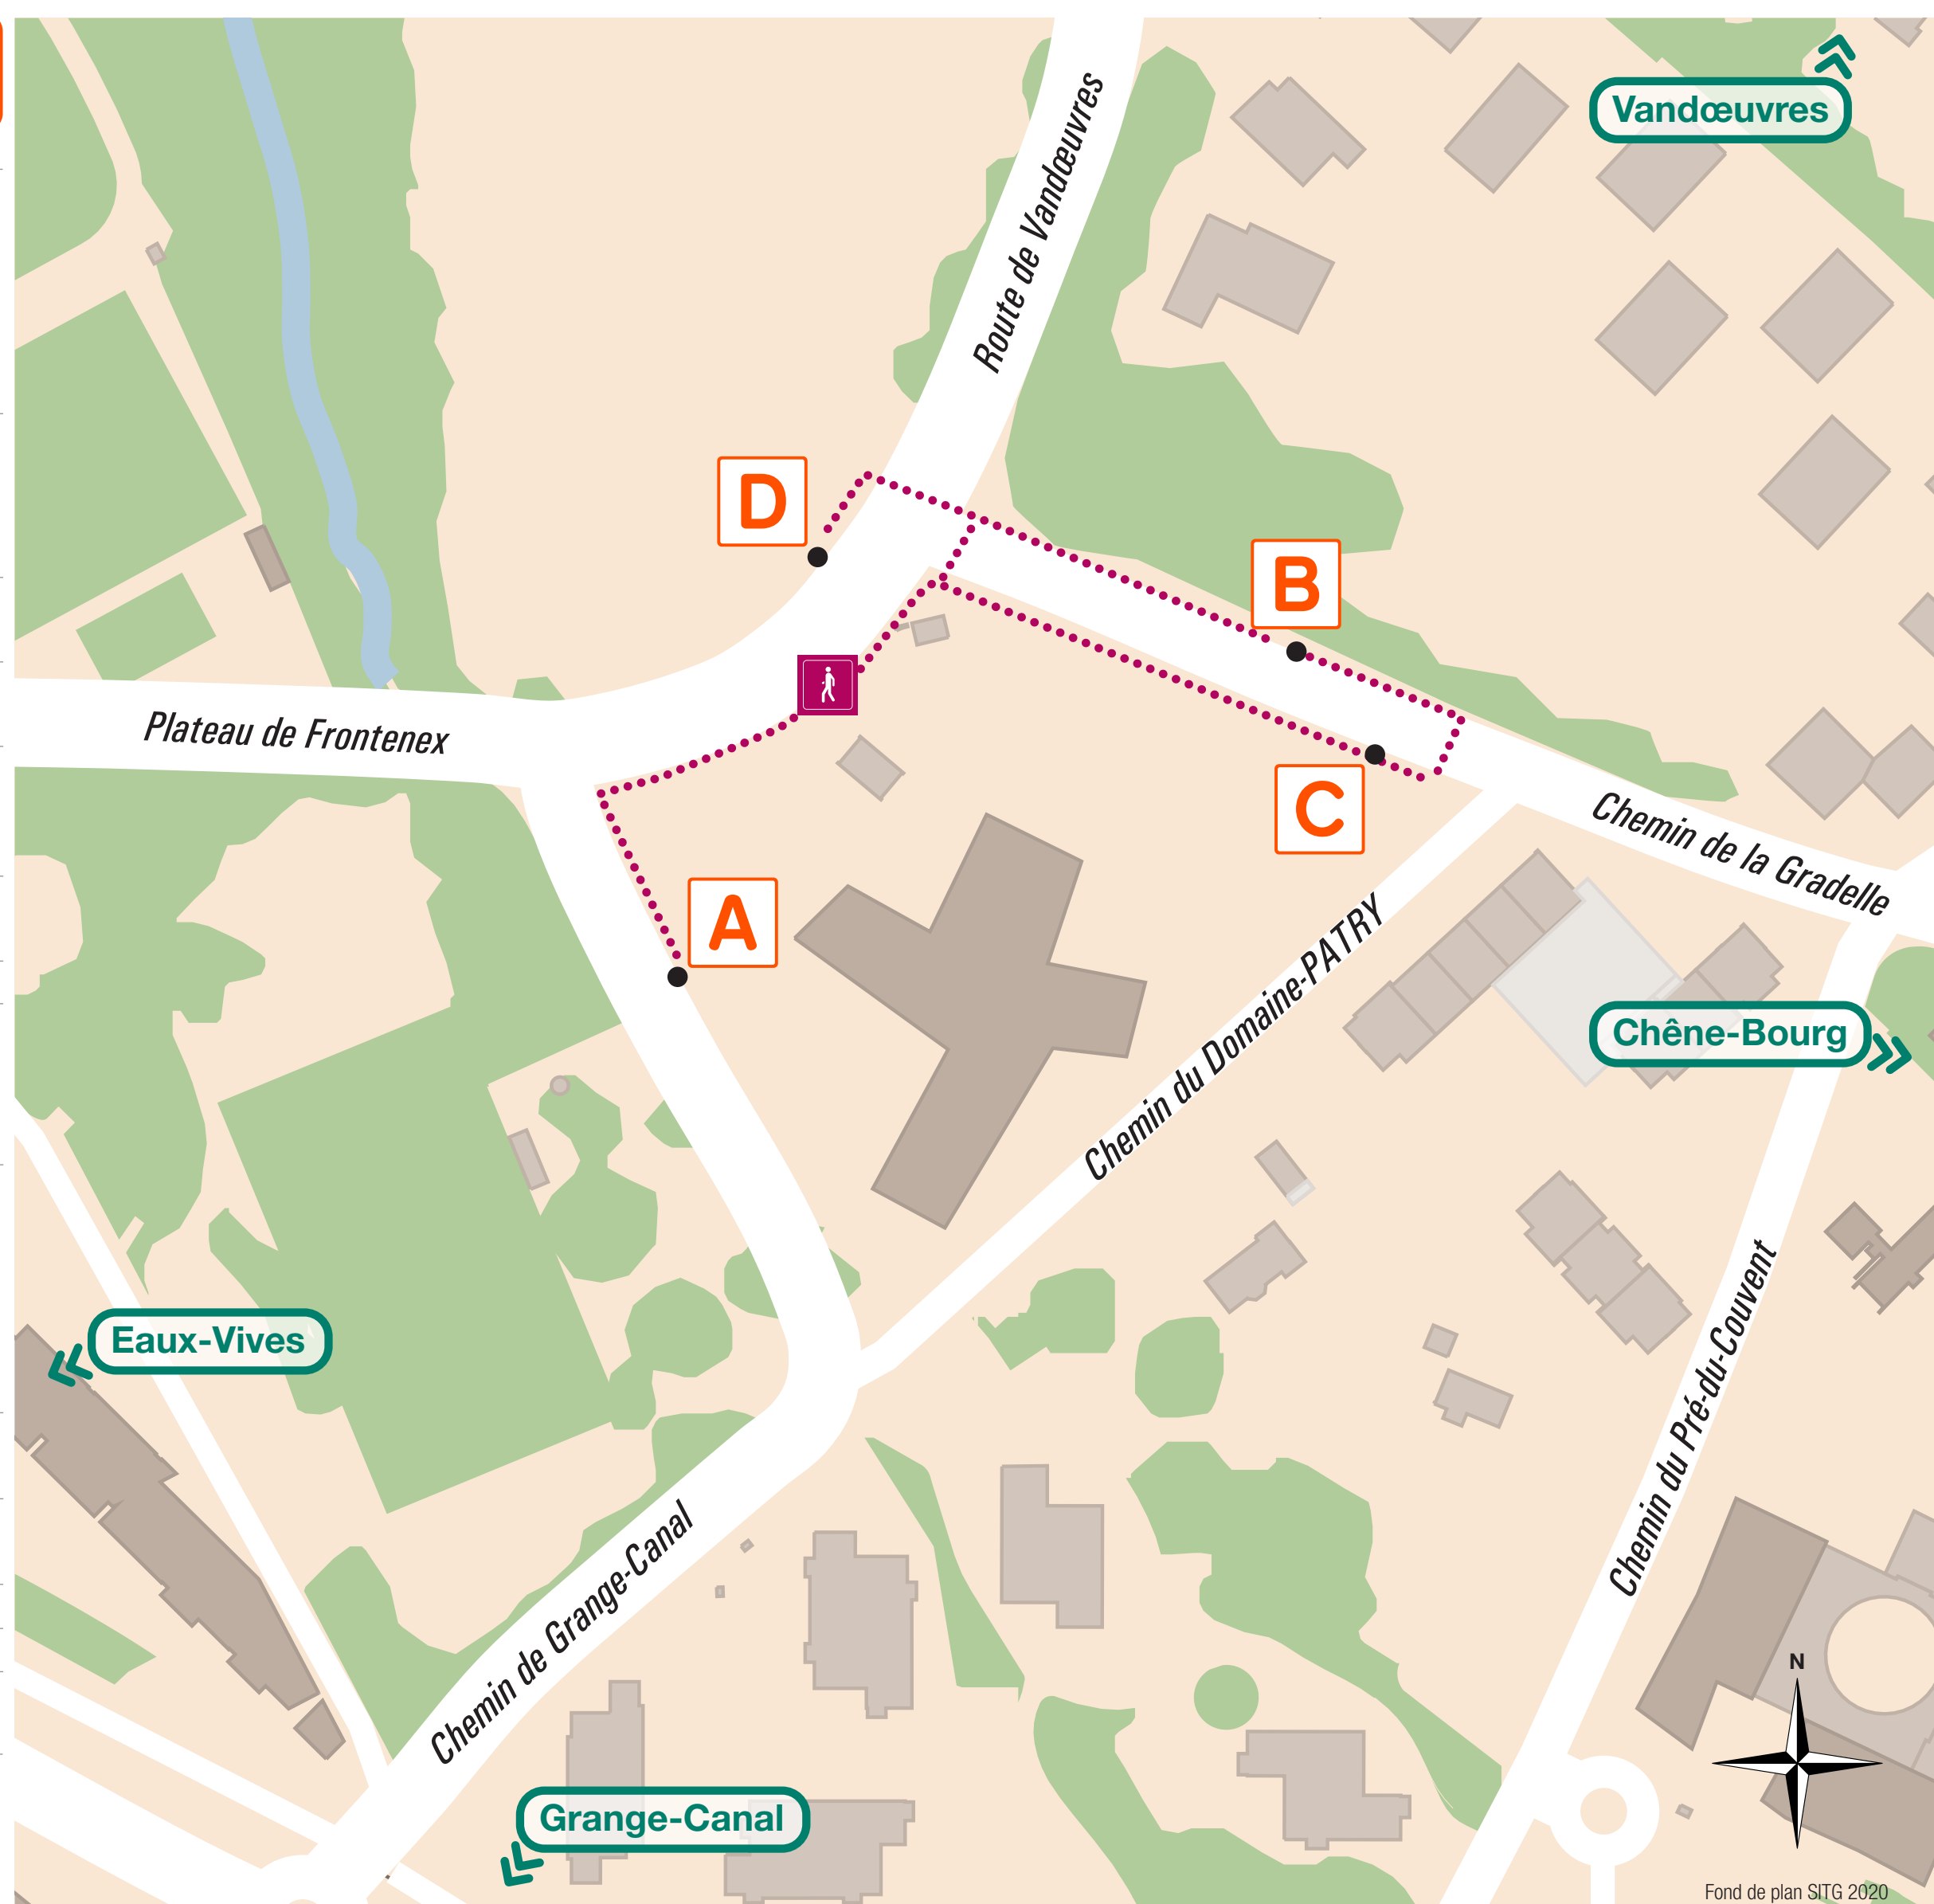 Vandœuvres
Route de Vandœuvres
D
B
Plateau de Frontenex
C
Chemin de la Gradelle
A
Chemin du Domaine-PATRY
Chêne-Bourg
Eaux-Vives
Chemin du Pré-du-Couvent
Chemin de Grange-Canal
N
Grange-Canal
Fond de plan SITG 2020